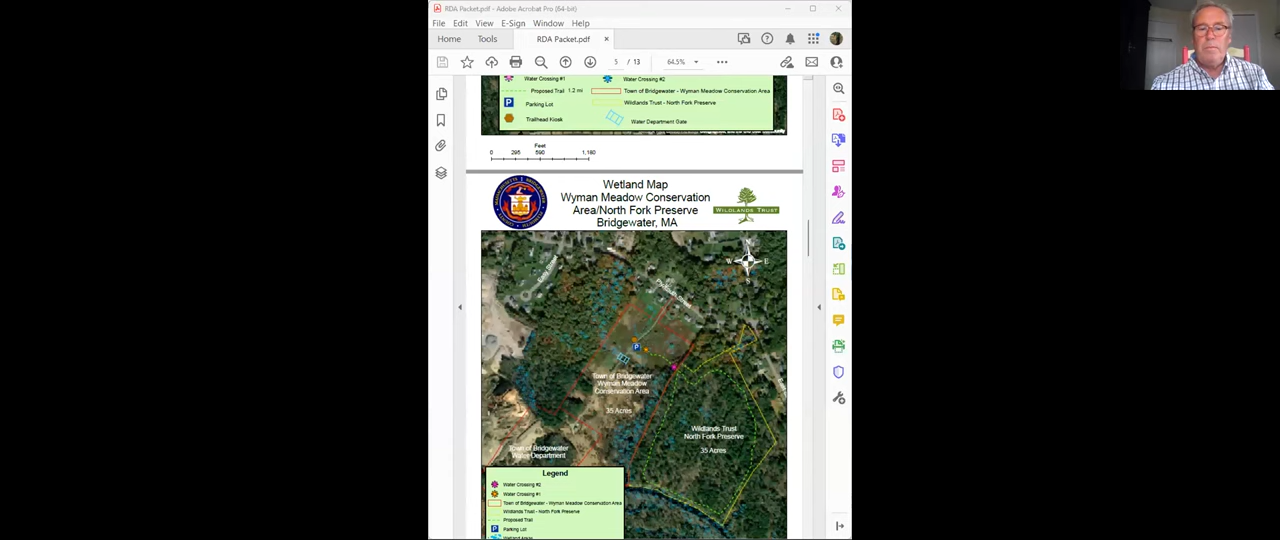 RDA Packet.pdf - Adobe Acrobat Pro (64-bit)
File Edit View E-Sign Window Help
Home Tools RDA Packet.pdf ×
5 / 13 64.5%
Water Crossing #1 Water Crossing #2
Proposed Trail 1.2 mi Town of Bridgewater - Wyman Meadow Conservation Area
P Parking Lot Wildlands Trust - North Fork Preserve
Trailhead Kiosk Water Department Gate
Feet
0 295 590 1,180
Wetland Map
Wyman Meadow Conservation
Area/North Fork Preserve
Bridgewater, MA
WILDLANDS TRUST
N
W E
S
Plymouth Street
P
Town of Bridgewater
Wyman Meadow
Conservation Area
35 Acres
Wildlands Trust
North Fork Preserve
35 Acres
Town of Bridgewater
Water Department
Legend
Water Crossing #2
Water Crossing #1
Town of Bridgewater - Wyman Meadow Conservation Area
Wildlands Trust - North Fork Preserve
Proposed Trail
P Parking Lot
Wetland Areas